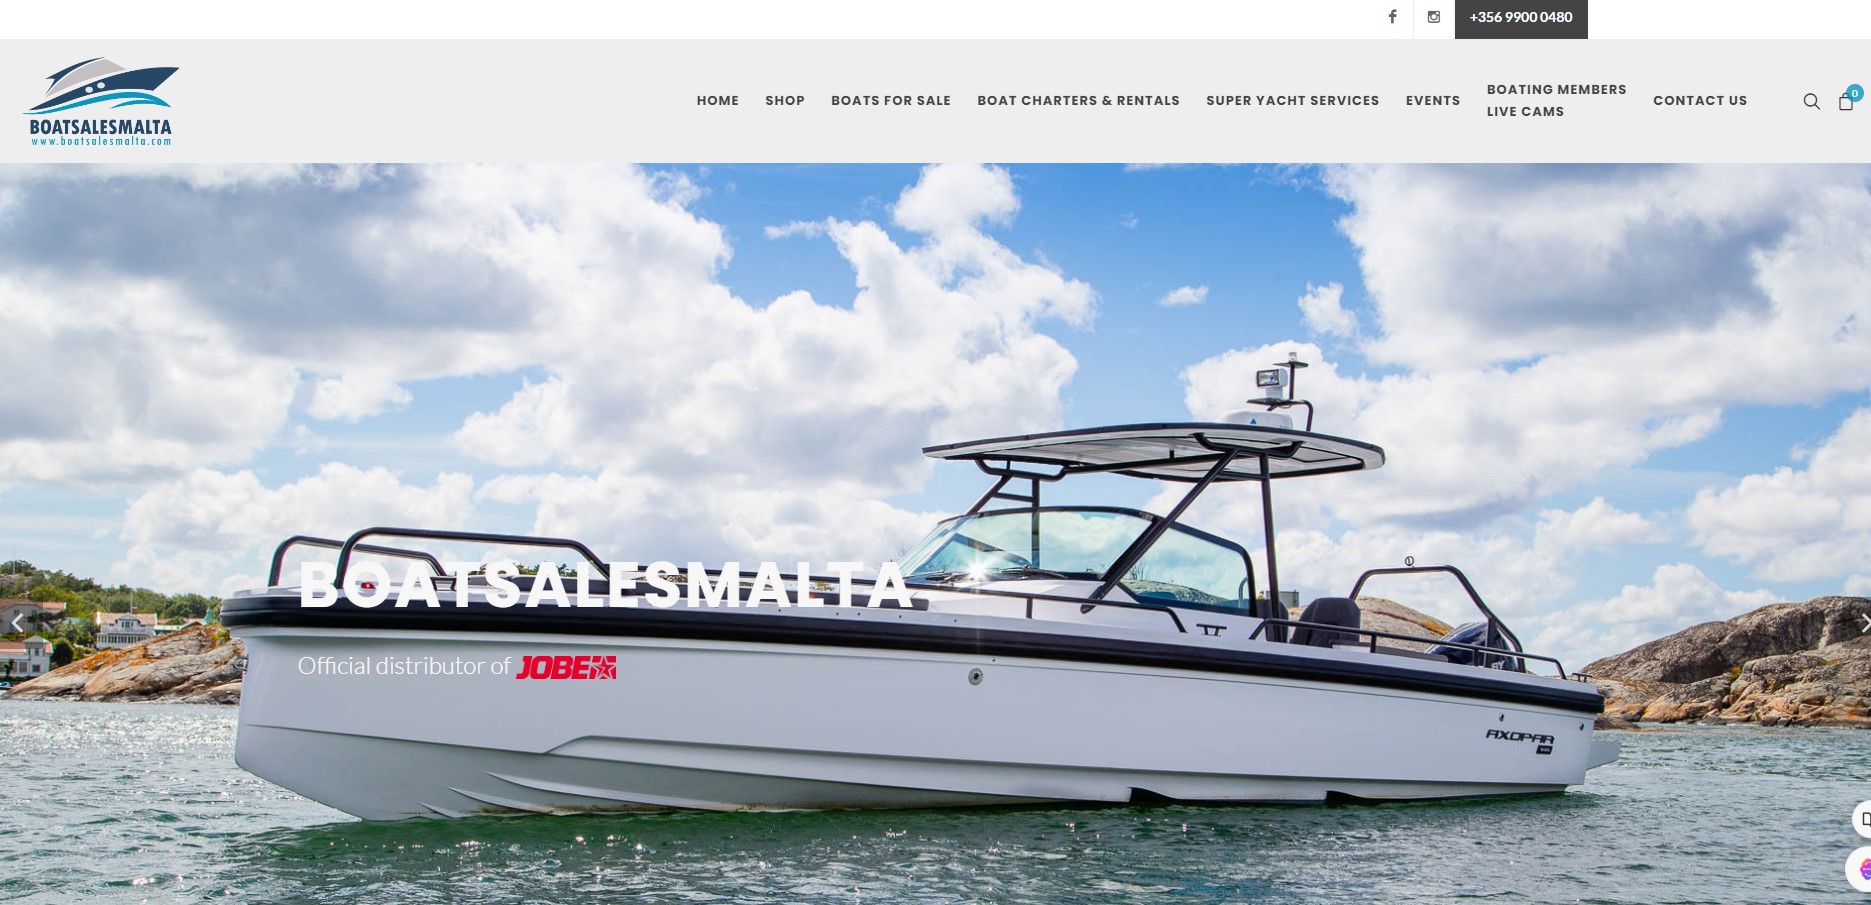 +356 9900 0480
BOATSALESMALTA
www.boatsalesmalta.com
HOME
SHOP
BOATS FOR SALE
BOAT CHARTERS & RENTALS
SUPER YACHT SERVICES
EVENTS
BOATING MEMBERS
LIVE CAMS
CONTACT US
0
BOATSALESMALTA
Official distributor of JOBE
AXOPAR